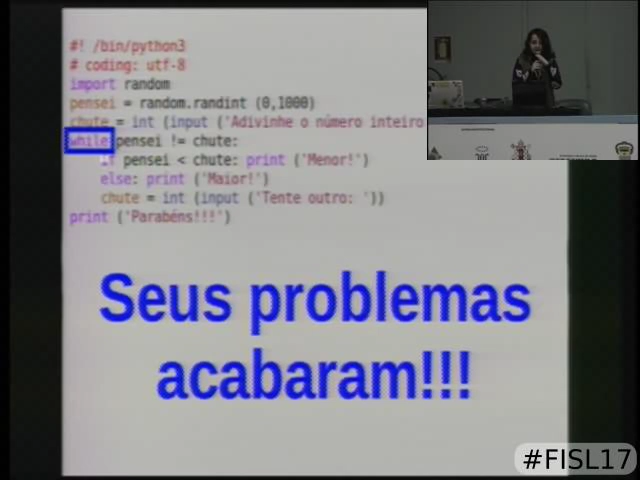 #! /bin/python3
# coding: utf-8
import random
pensei = random.randint (0,1000)
chute = int (input ('Adivinhe o número inteiro
while pensei != chute:
if pensei < chute: print ('Menor!')
else: print ('Maior!')
chute = int (input ('Tente outro: '))
print ('Parabéns!!!')
Seus problemas
acabaram!!!
#FISL17